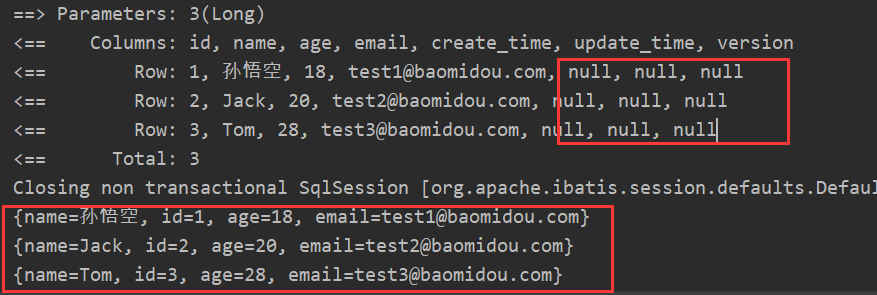 ==> Parameters: 3(Long)
<==    Columns: id, name, age, email, create_time, update_time, version
<==        Row: 1, 孙悟空, 18, test1@baomidou.com, null, null, null
<==        Row: 2, Jack, 20, test2@baomidou.com, null, null, null
<==        Row: 3, Tom, 28, test3@baomidou.com, null, null, null
<==      Total: 3
Closing non transactional SqlSession [org.apache.ibatis.session.defaults.Defaul
{name=孙悟空, id=1, age=18, email=test1@baomidou.com}
{name=Jack, id=2, age=20, email=test2@baomidou.com}
{name=Tom, id=3, age=28, email=test3@baomidou.com}